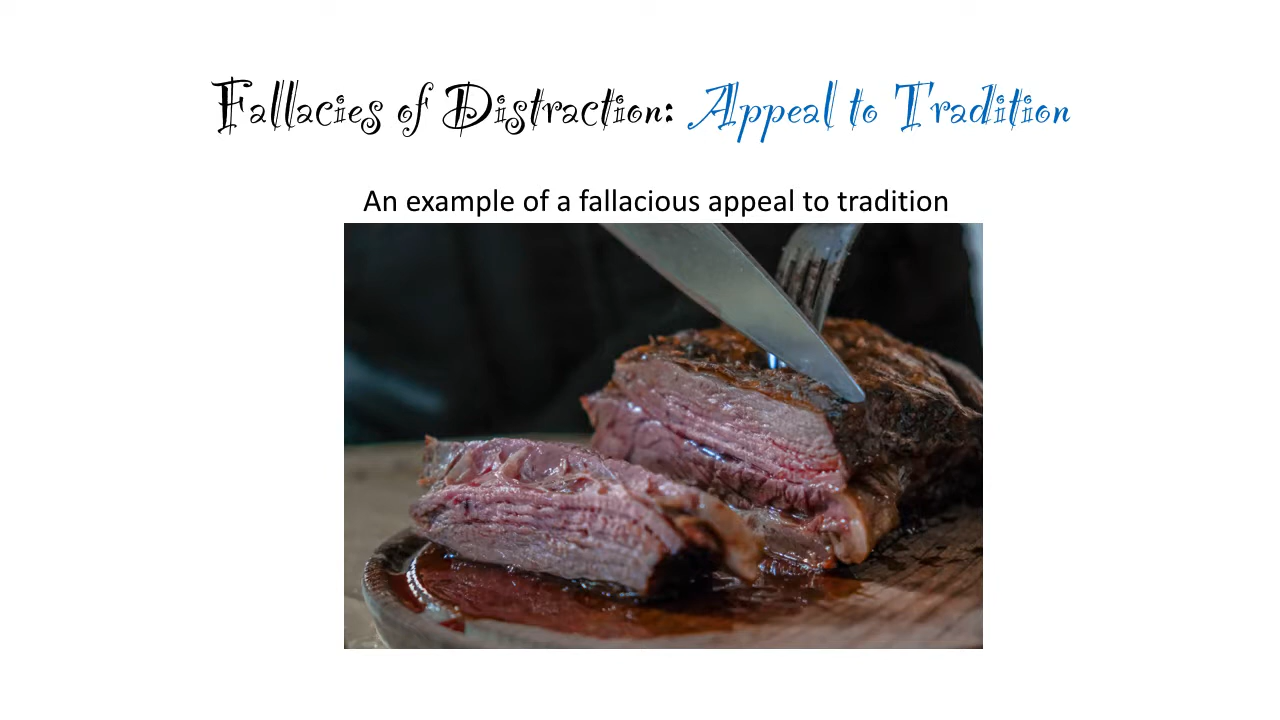 Fallacies of Distraction: Appeal to Tradition
An example of a fallacious appeal to tradition